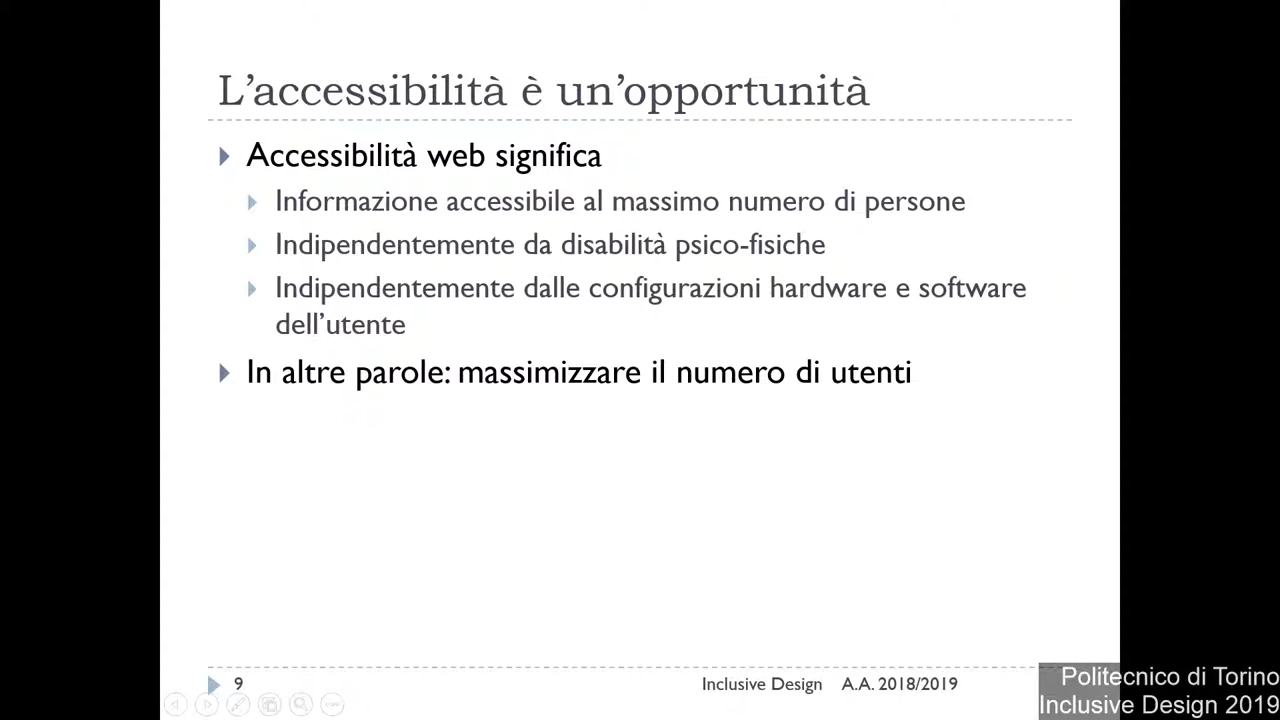 L’accessibilità è un’opportunità
Accessibilità web significa
Informazione accessibile al massimo numero di persone
Indipendentemente da disabilità psico-fisiche
Indipendentemente dalle configurazioni hardware e software
dell’utente
In altre parole: massimizzare il numero di utenti
9
Inclusive Design A.A. 2018/2019
Politecnico di Torino
Inclusive Design 2019